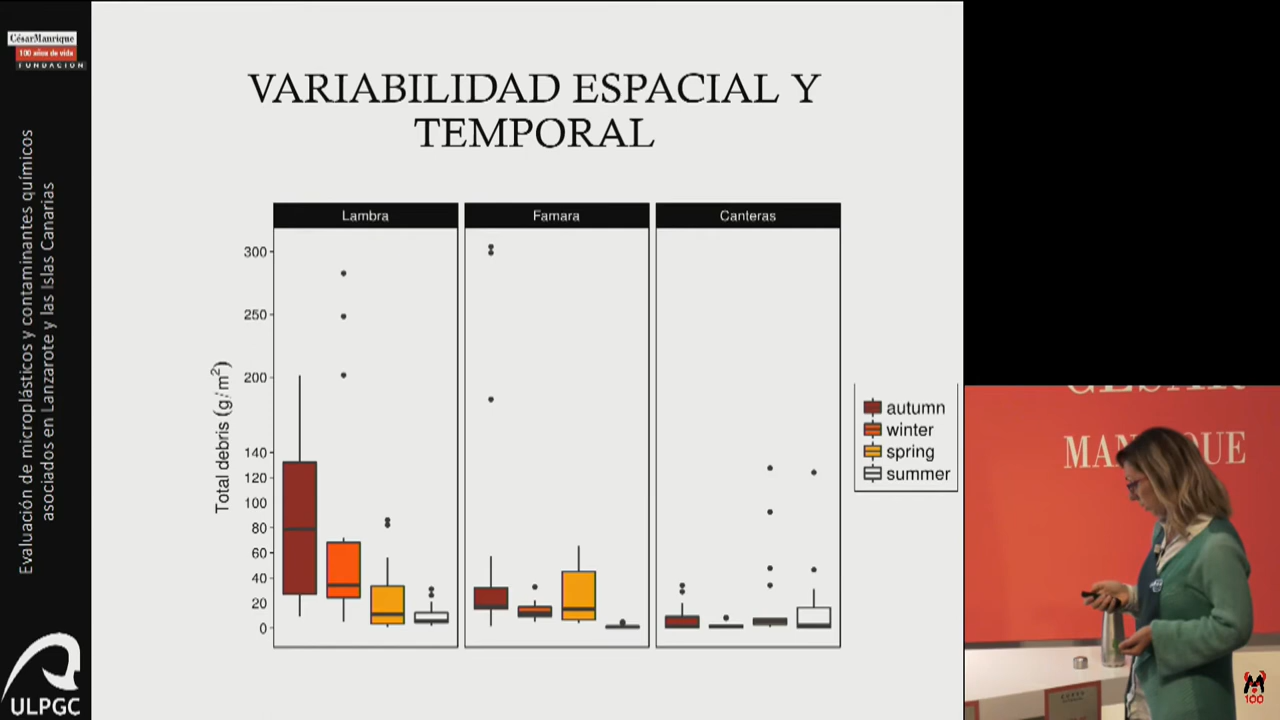 CésarManrique
100 años de vida
FUNDACIÓN
Evaluación de microplásticos y contaminantes químicos
asociados en Lanzarote y las Islas Canarias
ULPGC
VARIABILIDAD ESPACIAL Y
TEMPORAL
Lambra
Famara
Canteras
Total debris (g/m²)
300
250
200
140
120
100
80
60
40
20
0
autumn
winter
spring
summer
CÉSAR
MANRIQUE
M
100